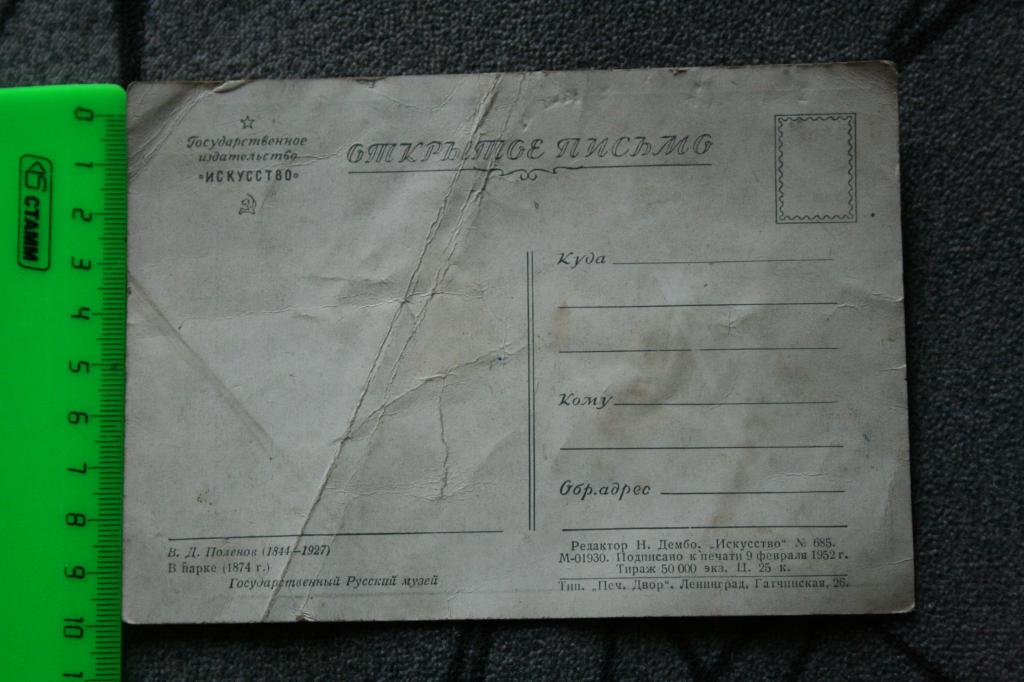 Государственное
издательство
„ИСКУССТВО“
ОТКРЫТОЕ ПИСЬМО
Куда
Кому
Обр. адрес
В. Д. Поленов (1844—1927)
В парке (1874 г.)
Государственный Русский музей
Редактор Н. Дембо. „Искусство“ № 685.
М-01930. Подписано к печати 9 февраля 1952 г.
Тираж 50 000 экз. Ц. 25 к.
Тип. „Печ. Двор“. Ленинград, Гатчинская, 26.
СТАММ
0
1
2
3
4
5
6
7
8
9
10